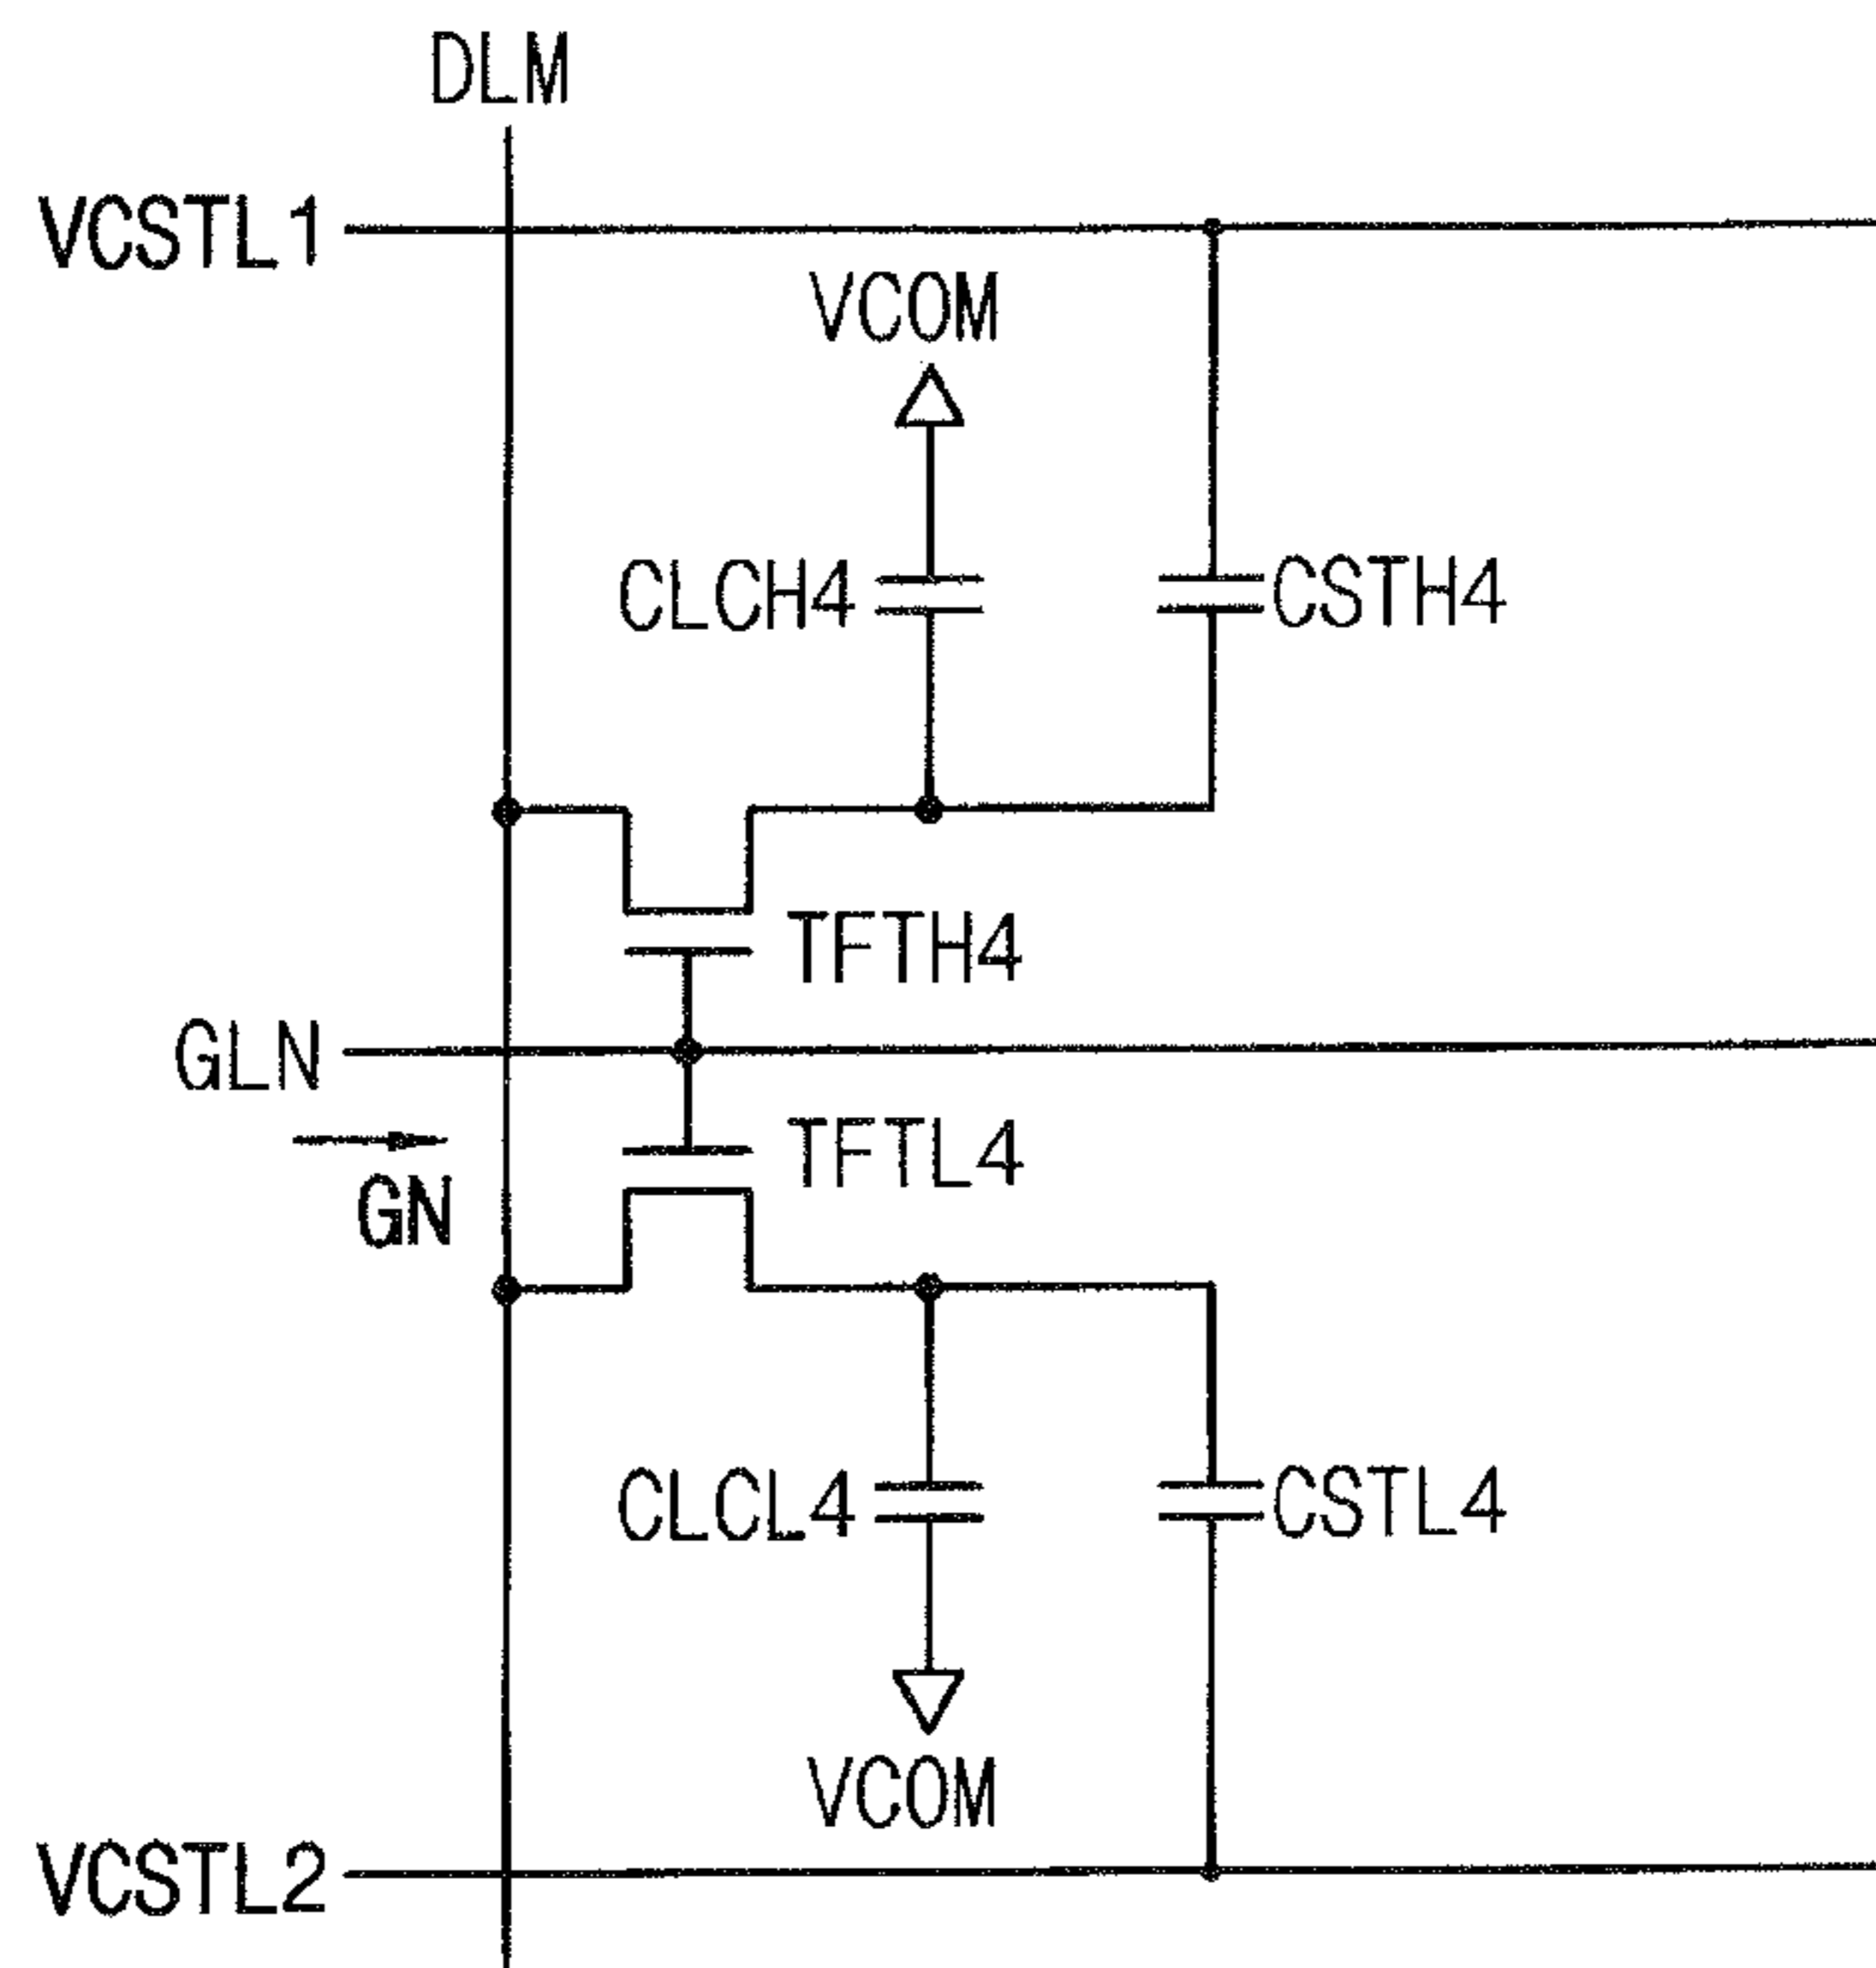 DLM
VCSTL1
VCOM
CLCH4
CSTH4
TFTH4
GLN
TFTL4
GN
CLCL4
CSTL4
VCOM
VCSTL2